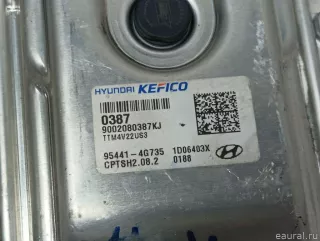 HYUNDAI KEFICO
0387
9002080387KJ
TTM4V22US3
95441-4G735 1D06403X
CPTSH2.08.2 0188
eaural.ru